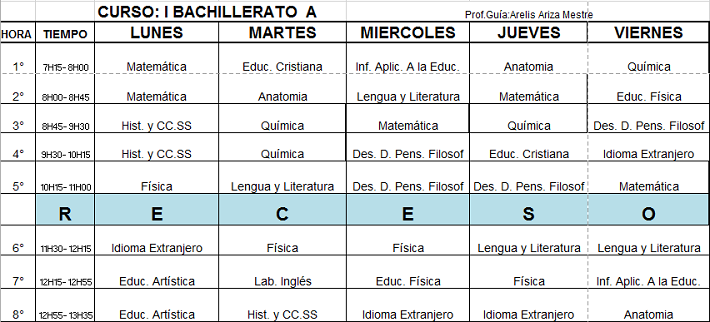 CURSO: I BACHILLERATO A Prof.Guía:Arelis Ariza Mestre
HORA TIEMPO LUNES MARTES MIERCOLES JUEVES VIERNES
1° 7H15-8H00 Matemática Educ. Cristiana Inf. Aplic. A la Educ. Anatomia Química
2° 8H00-8H45 Matemática Anatomia Lengua y Literatura Matemática Educ. Física
3° 8H45-9H30 Hist. y CC.SS Química Matemática Química Des. D. Pens. Filosof
4° 9H30-10H15 Hist. y CC.SS Química Des. D. Pens. Filosof Educ. Cristiana Idioma Extranjero
5° 10H15-11H00 Física Lengua y Literatura Des. D. Pens. Filosof Des. D. Pens. Filosof Matemática
R E C E S O
6° 11H30-12H15 Idioma Extranjero Física Física Lengua y Literatura Lengua y Literatura
7° 12H15-12H55 Educ. Artística Lab. Inglés Educ. Física Física Inf. Aplic. A la Educ.
8° 12H55-13H35 Educ. Artística Hist. y CC.SS Idioma Extranjero Idioma Extranjero Anatomia